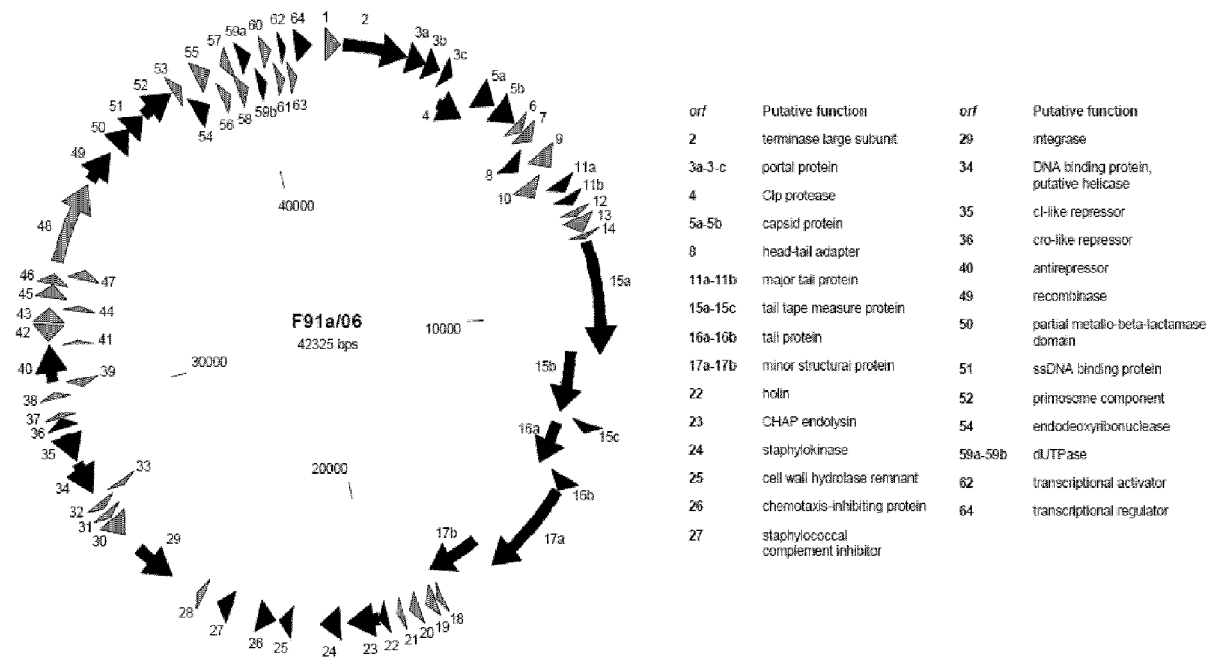 1
2
3a
3b
3c
4
5a
5b
6
7
8
9
10
11a
11b
12
13
14
15a
15b
15c
16a
16b
17a
17b
18
19
20
21
22
23
24
25
26
27
28
29
30
31
32
33
34
35
36
37
38
39
40
41
42
43
44
45
46
47
48
49
50
51
52
53
54
55
56
57
58
59a
59b
60
61
62
63
64
40000
10000
30000
20000
F91a/06
42325 bps
orf Putative function
2 terminase large subunit
3a-3-c portal protein
4 Clp protease
5a-5b capsid protein
8 head-tail adapter
11a-11b major tail protein
15a-15c tail tape measure protein
16a-16b tail protein
17a-17b minor structural protein
22 holin
23 CHAP endolysin
24 staphylokinase
25 cell wall hydrolase remnant
26 chemotaxis-inhibiting protein
27 staphylococcal
complement inhibitor
orf Putative function
29 integrase
34 DNA binding protein,
putative helicase
35 cI-like repressor
36 cro-like repressor
40 antirepressor
49 recombinase
50 partial metallo-beta-lactamase
domain
51 ssDNA binding protein
52 primosome component
54 endodeoxyribonuclease
59a-59b dUTPase
62 transcriptional activator
64 transcriptional regulator